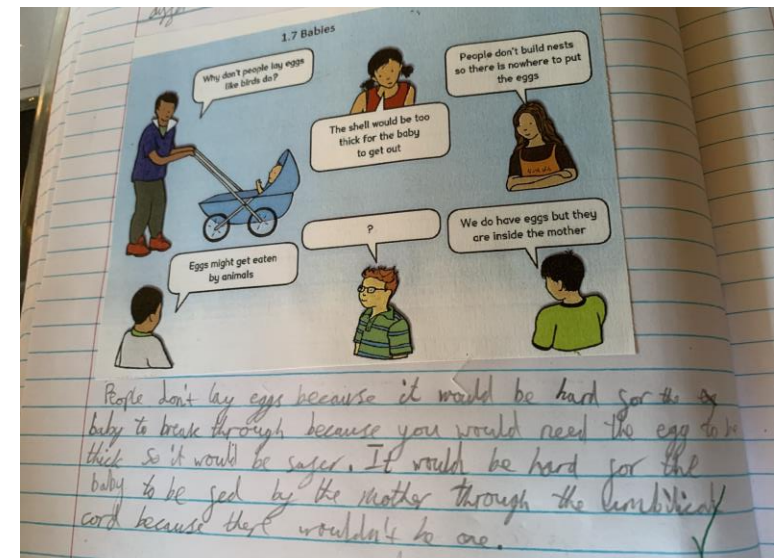 1.7 Babies
Why don't people lay eggs
like birds do?
The shell would be too
thick for the baby
to get out
People don't build nests
so there is nowhere to put
the eggs
Eggs might get eaten
by animals
?
We do have eggs but they
are inside the mother
People don't lay eggs because it would be hard for the
baby to break through because you would need the egg to be
thick so it would be safer. It would be hard for the
baby to be fed by the mother through the umbilical
cord because there wouldn't be one.